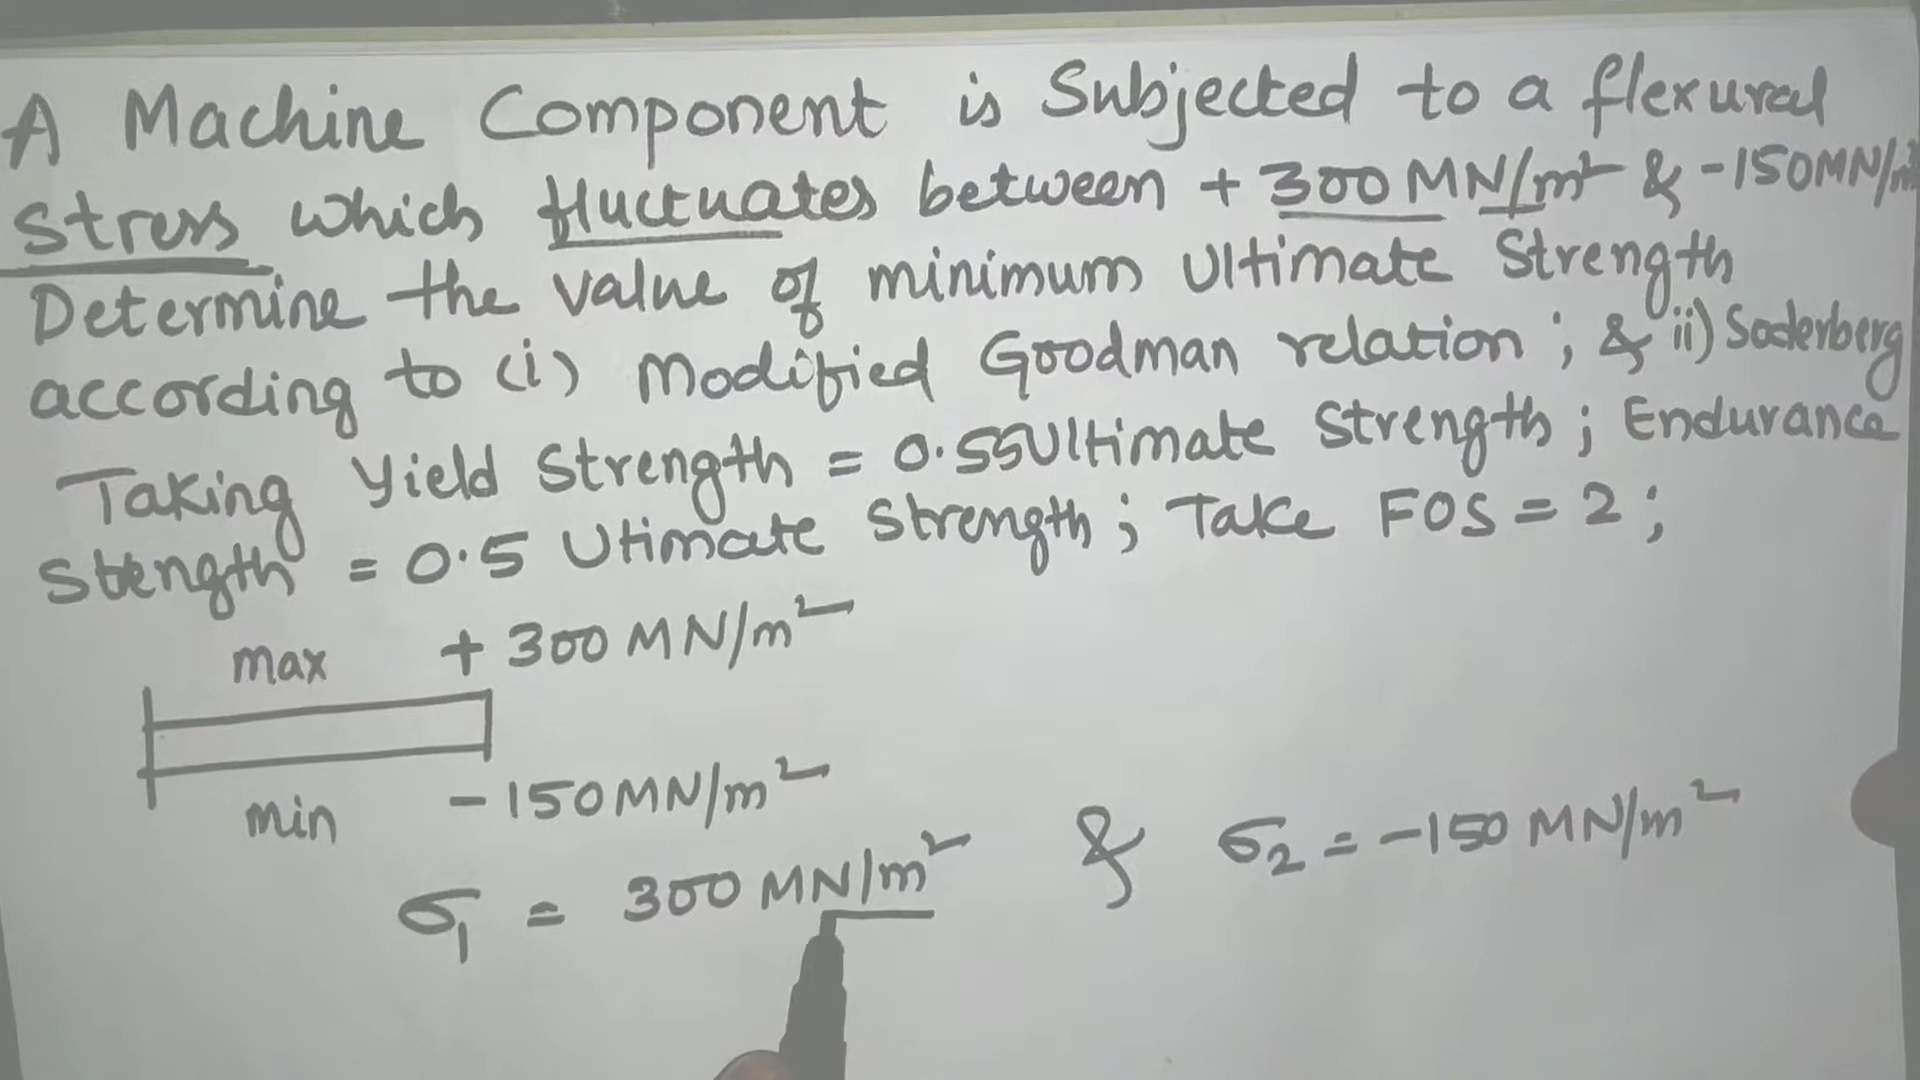 A Machine Component is Subjected to a flexural
Stress which fluctuates between + 300 MN/m² & -150MN/m²
Determine the value of minimum Ultimate Strength
according to (i) Modified Goodman relation ; & ii) Soderberg
Taking Yield Strength = 0.55Ultimate Strength ; Endurance
Strength = 0.5 Utimate Strength ; Take FOS = 2 ;
max + 300 MN/m²
min - 150MN/m²
σ₁ = 300 MN/m² & σ₂ = -150 MN/m²